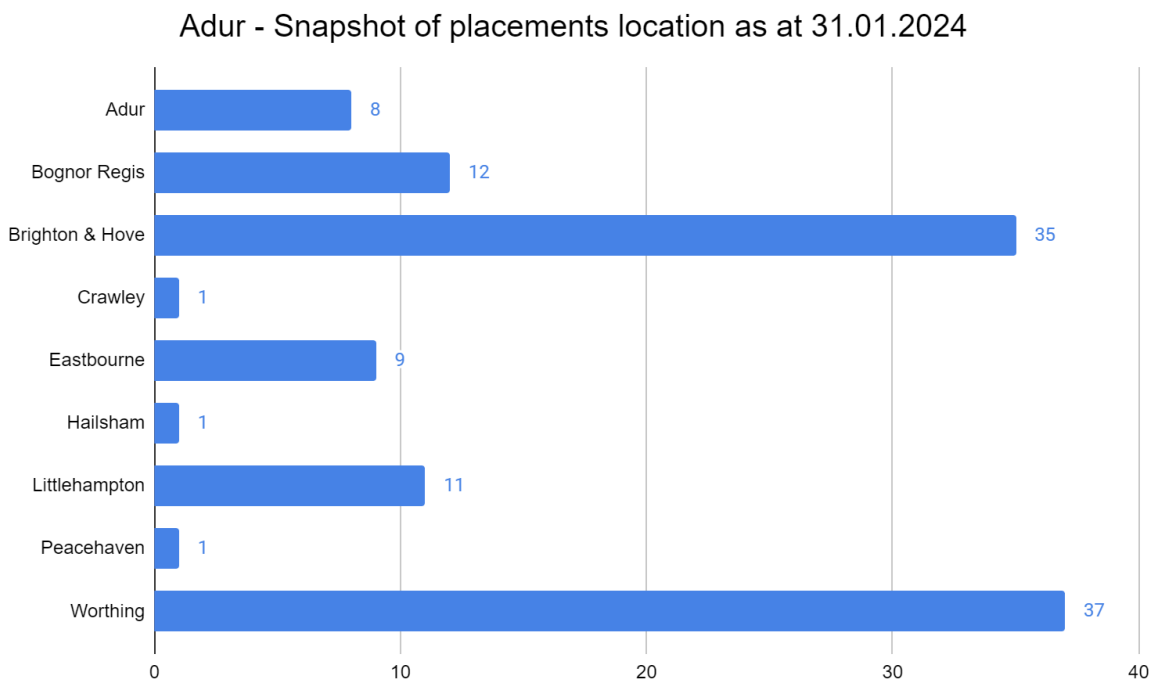 Adur - Snapshot of placements location as at 31.01.2024
Adur 8
Bognor Regis 12
Brighton & Hove 35
Crawley 1
Eastbourne 9
Hailsham 1
Littlehampton 11
Peacehaven 1
Worthing 37
0 10 20 30 40